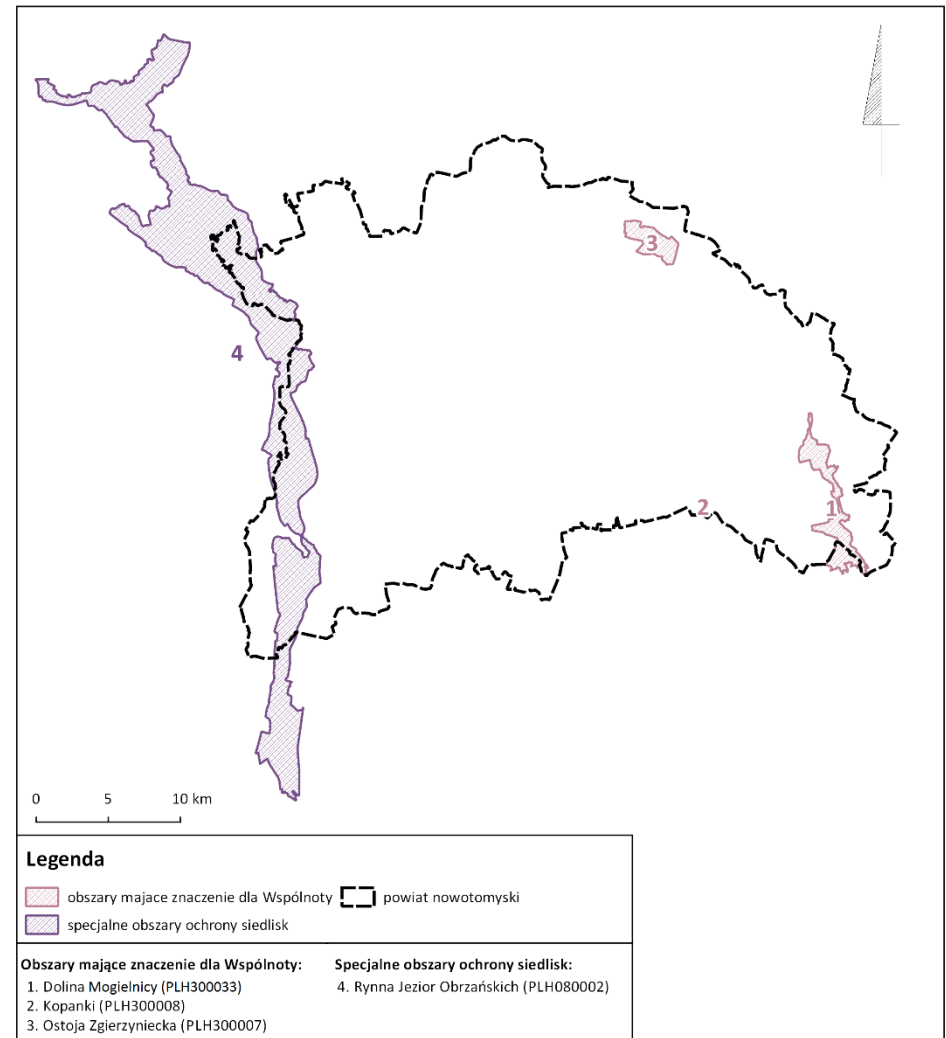 3
4
2
1
0 5 10 km
Legenda
obszary majace znaczenie dla Wspólnoty powiat nowotomyski
specjalne obszary ochrony siedlisk
Obszary mające znaczenie dla Wspólnoty: Specjalne obszary ochrony siedlisk:
1. Dolina Mogielnicy (PLH300033) 4. Rynna Jezior Obrzańskich (PLH080002)
2. Kopanki (PLH300008)
3. Ostoja Zgierzyniecka (PLH300007)